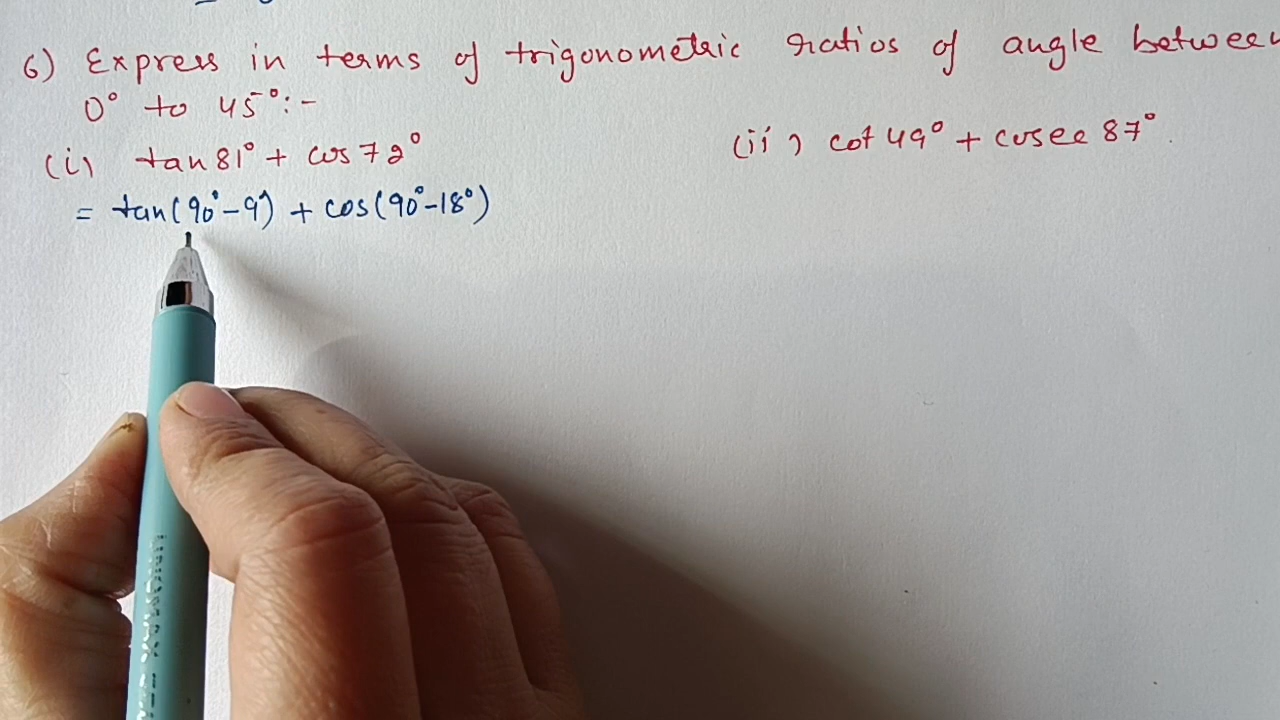 6) Express in terms of trigonometric ratios of angle between
0° to 45°:-
(i) tan 81° + cos 72°
(ii) cot 49° + cosec 87°
= tan(90°-9°) + cos(90°-18°)